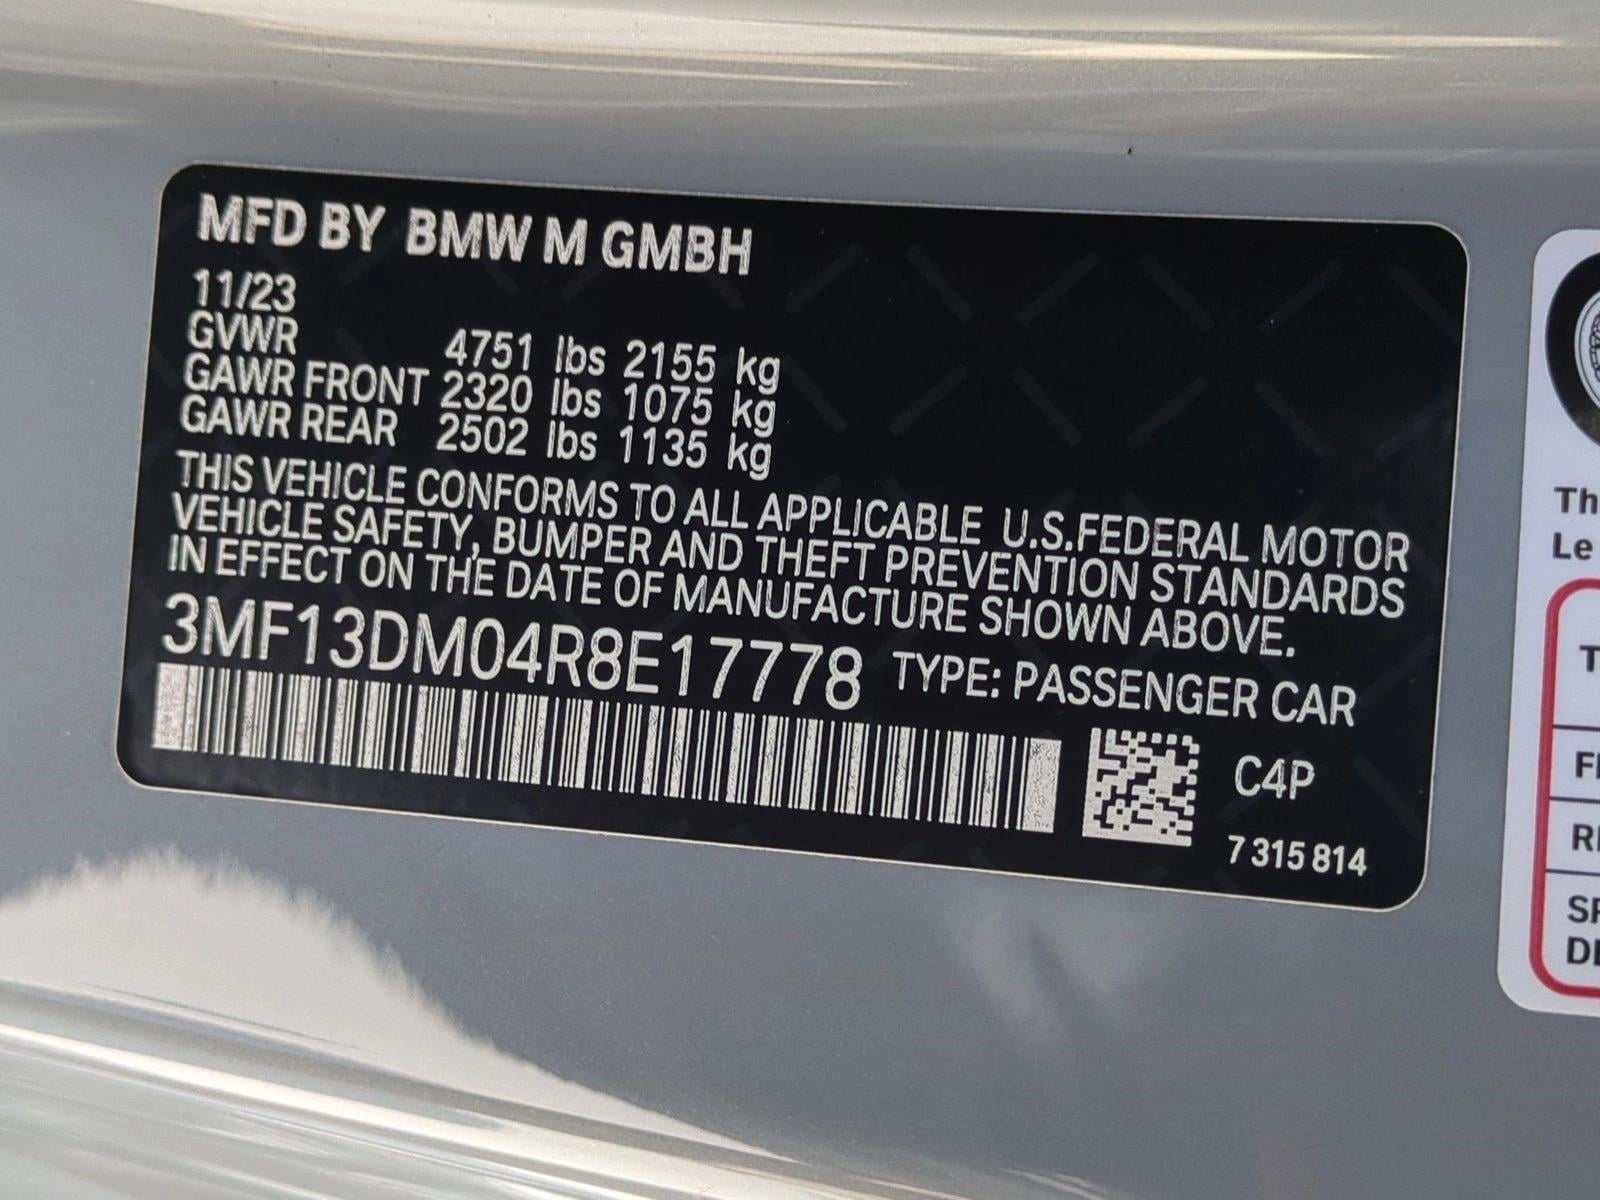 MFD BY BMW M GMBH
11/23
GVWR 4751 lbs 2155 kg
GAWR FRONT 2320 lbs 1075 kg
GAWR REAR 2502 lbs 1135 kg
THIS VEHICLE CONFORMS TO ALL APPLICABLE U.S.FEDERAL MOTOR
VEHICLE SAFETY, BUMPER AND THEFT PREVENTION STANDARDS
IN EFFECT ON THE DATE OF MANUFACTURE SHOWN ABOVE.
3MF13DM04R8E17778 TYPE: PASSENGER CAR
C4P
7 315 814
Le